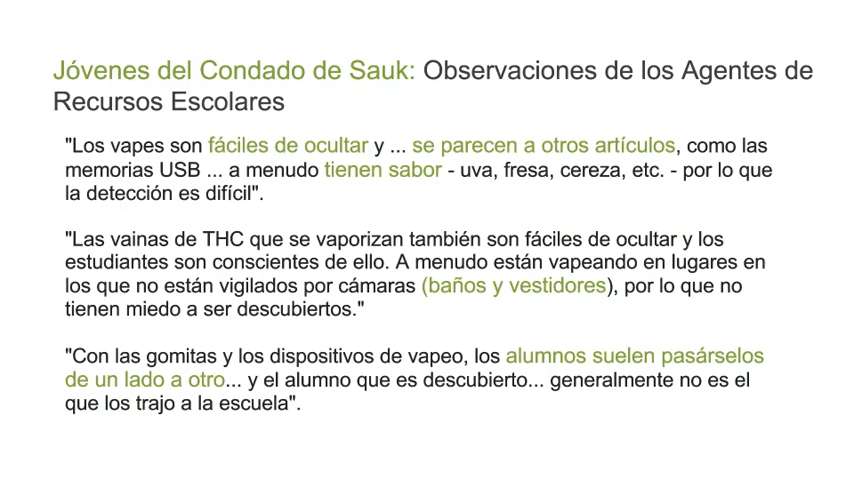 Jóvenes del Condado de Sauk: Observaciones de los Agentes de
Recursos Escolares
"Los vapes son fáciles de ocultar y ... se parecen a otros artículos, como las
memorias USB ... a menudo tienen sabor - uva, fresa, cereza, etc. - por lo que
la detección es difícil".
"Las vainas de THC que se vaporizan también son fáciles de ocultar y los
estudiantes son conscientes de ello. A menudo están vapeando en lugares en
los que no están vigilados por cámaras (baños y vestidores), por lo que no
tienen miedo a ser descubiertos."
"Con las gomitas y los dispositivos de vapeo, los alumnos suelen pasárselos
de un lado a otro... y el alumno que es descubierto... generalmente no es el
que los trajo a la escuela".